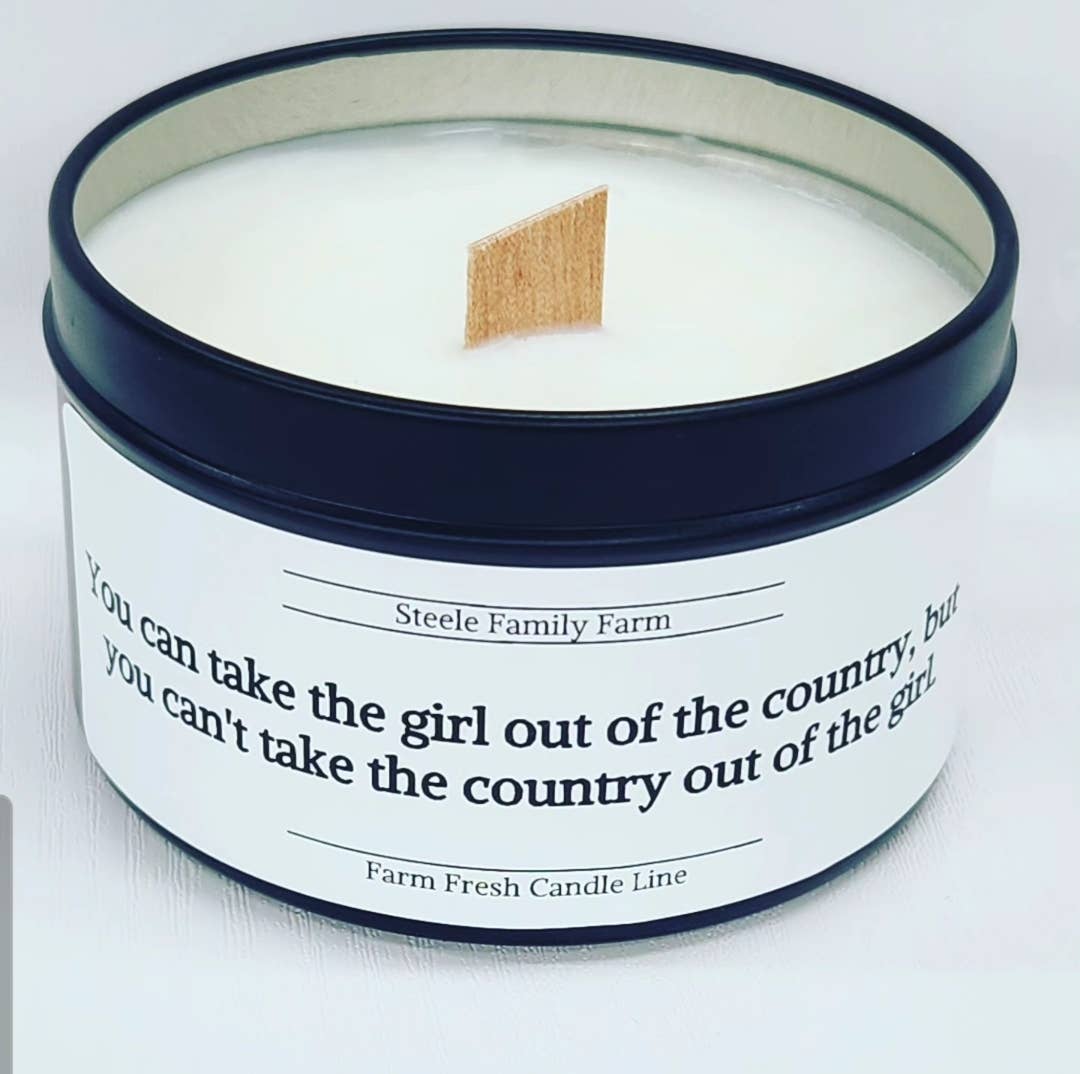 Steele Family Farm
You can take the girl out of the country, but
you can't take the country out of the girl.
Farm Fresh Candle Line